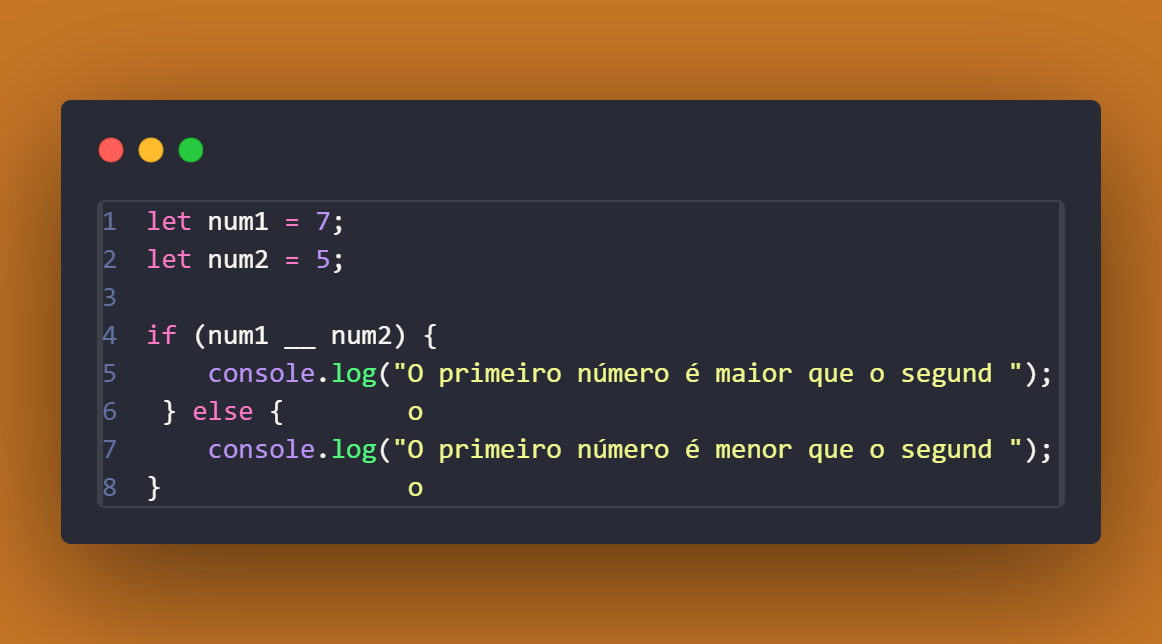 1 let num1 = 7;
2 let num2 = 5;
3
4 if (num1 __ num2) {
5     console.log("O primeiro número é maior que o segund ");
6  } else {        o
7     console.log("O primeiro número é menor que o segund ");
8 }                o